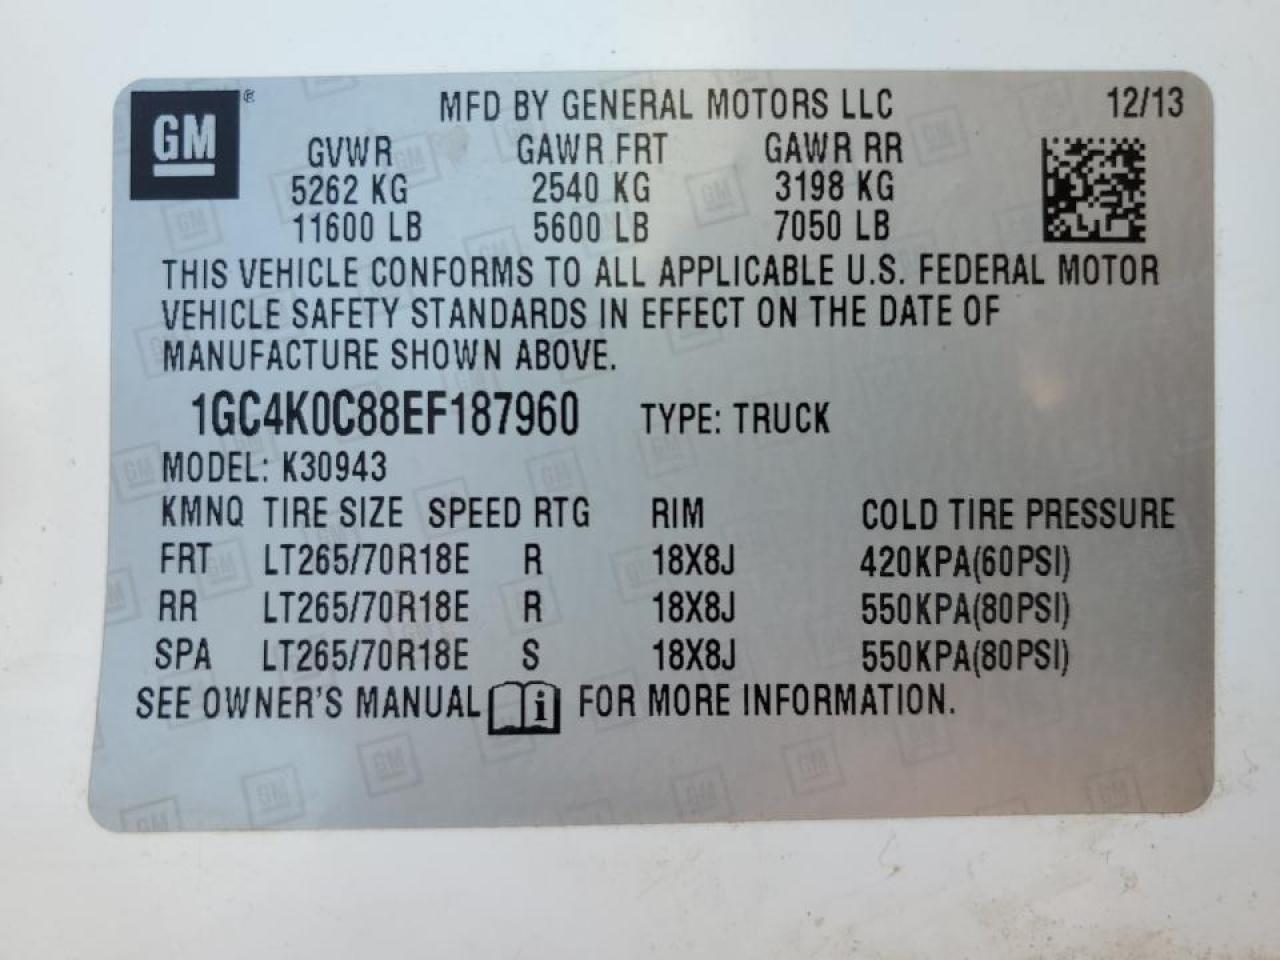 GM ® MFD BY GENERAL MOTORS LLC 12/13
GVWR GAWR FRT GAWR RR
5262 KG 2540 KG 3198 KG
11600 LB 5600 LB 7050 LB
THIS VEHICLE CONFORMS TO ALL APPLICABLE U.S. FEDERAL MOTOR
VEHICLE SAFETY STANDARDS IN EFFECT ON THE DATE OF
MANUFACTURE SHOWN ABOVE.
1GC4K0C88EF187960 TYPE: TRUCK
MODEL: K30943
KMNQ TIRE SIZE SPEED RTG RIM COLD TIRE PRESSURE
FRT LT265/70R18E R 18X8J 420KPA(60PSI)
RR LT265/70R18E R 18X8J 550KPA(80PSI)
SPA LT265/70R18E S 18X8J 550KPA(80PSI)
SEE OWNER'S MANUAL i FOR MORE INFORMATION.